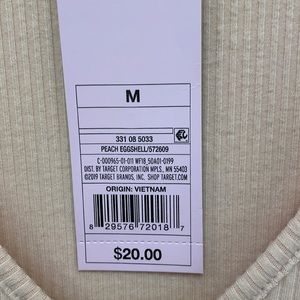 M
331 08 5033
PEACH EGGSHELL/572609
C-000965-01-011 WF18_SOA01-0199
DIST. BY TARGET CORPORATION MPLS., MN 55403
©2019 TARGET BRANDS, INC. SHOP TARGET.COM
ORIGIN: VIETNAM
8 29576 72018 7
$20.00